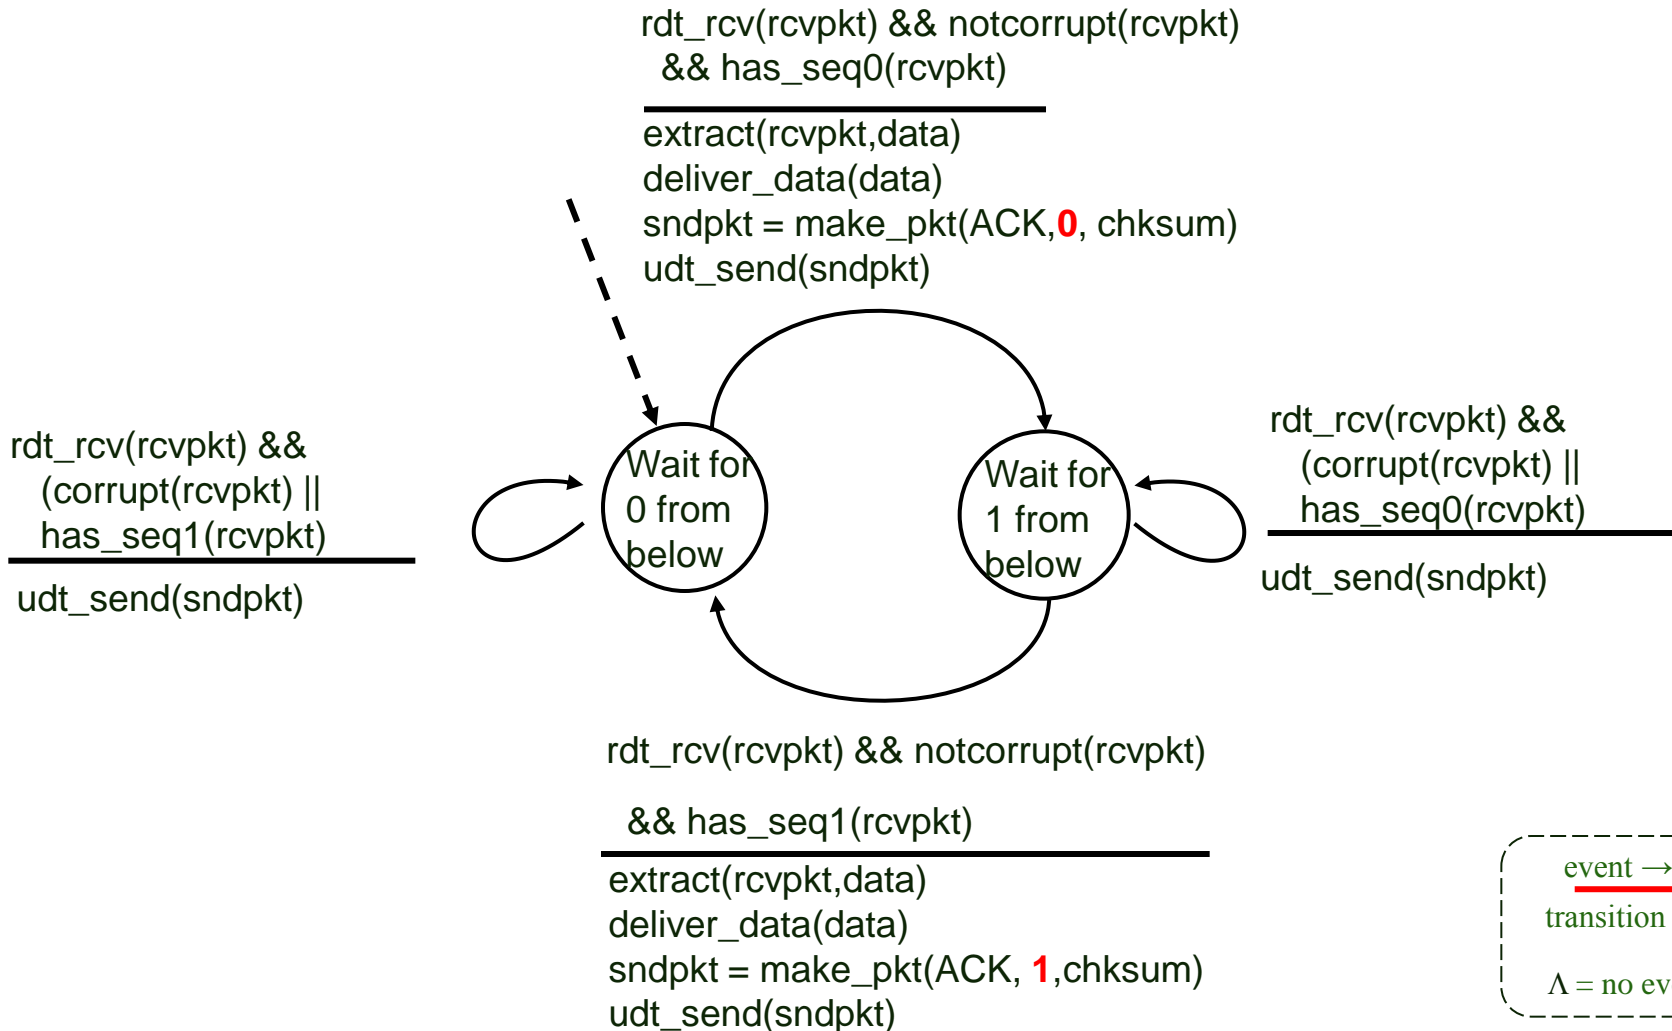 rdt_rcv(rcvpkt) && notcorrupt(rcvpkt)
&& has_seq0(rcvpkt)
extract(rcvpkt,data)
deliver_data(data)
sndpkt = make_pkt(ACK,0, chksum)
udt_send(sndpkt)
rdt_rcv(rcvpkt) &&
(corrupt(rcvpkt) ||
has_seq1(rcvpkt)
udt_send(sndpkt)
Wait for
0 from
below
Wait for
1 from
below
rdt_rcv(rcvpkt) &&
(corrupt(rcvpkt) ||
has_seq0(rcvpkt)
udt_send(sndpkt)
rdt_rcv(rcvpkt) && notcorrupt(rcvpkt)
&& has_seq1(rcvpkt)
extract(rcvpkt,data)
deliver_data(data)
sndpkt = make_pkt(ACK, 1,chksum)
udt_send(sndpkt)
event →
transition
Λ = no ev